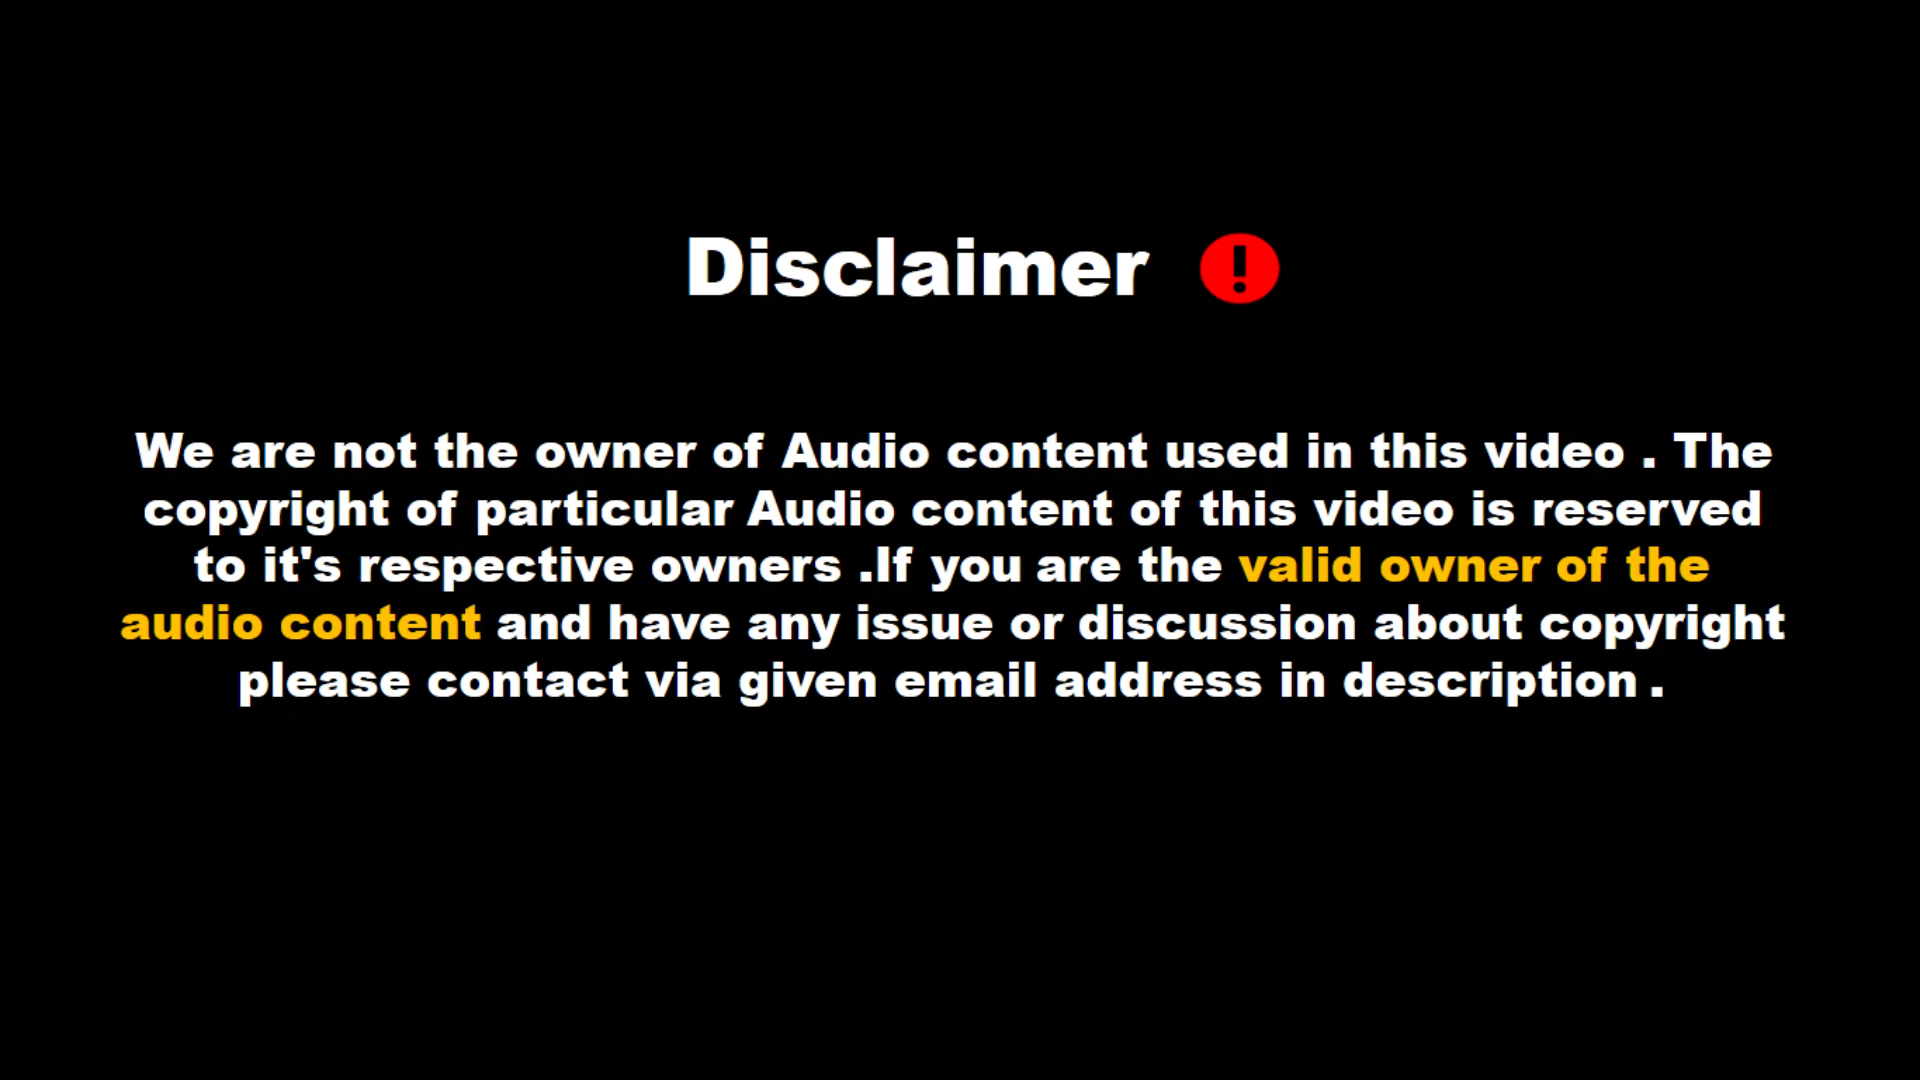 Disclaimer !
We are not the owner of Audio content used in this video . The
copyright of particular Audio content of this video is reserved
to it's respective owners .If you are the valid owner of the
audio content and have any issue or discussion about copyright
please contact via given email address in description .